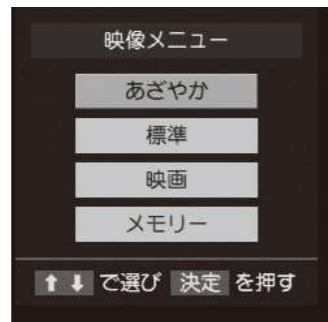 映像メニュー
あざやか
標準
映画
メモリー
⬆⬇で選び 決定 を押す